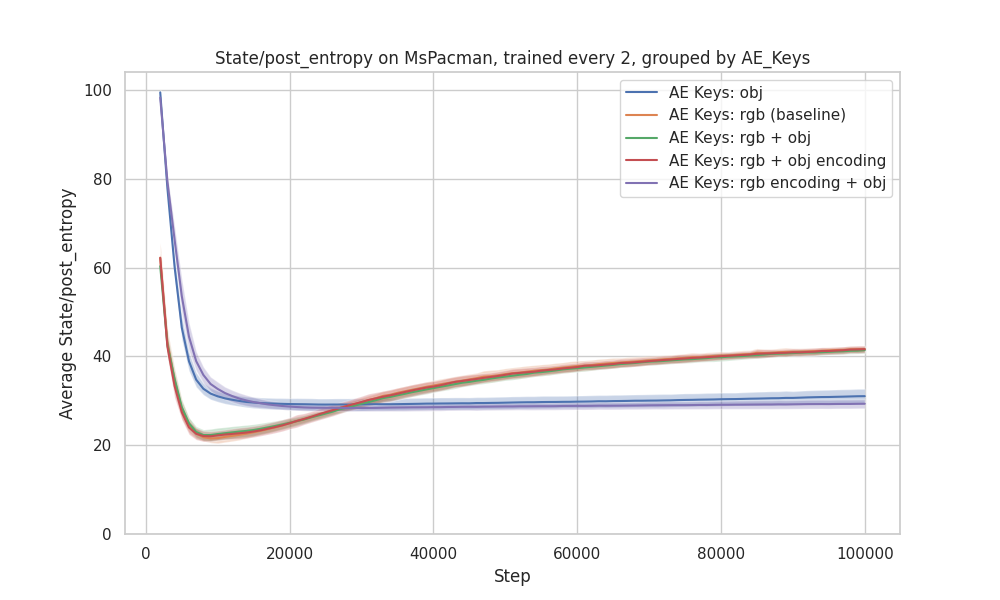 State/post_entropy on MsPacman, trained every 2, grouped by AE_Keys
AE Keys: obj
AE Keys: rgb (baseline)
AE Keys: rgb + obj
AE Keys: rgb + obj encoding
AE Keys: rgb encoding + obj
Average State/post_entropy
100
80
60
40
20
0
0 20000 40000 60000 80000 100000
Step